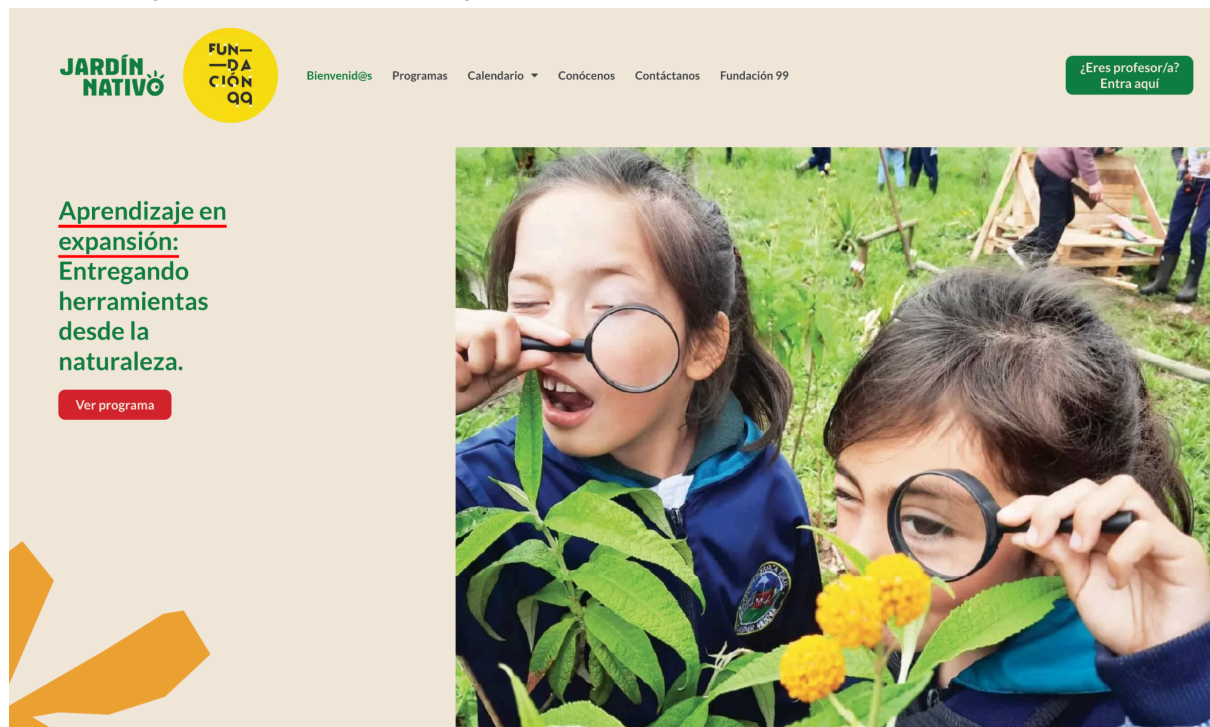 JARDÍN
NATIVO
FUN—
—DA
CIÓN
99
Bienvenid@s
Programas
Calendario
Conócenos
Contáctanos
Fundación 99
¿Eres profesor/a?
Entra aquí
Aprendizaje en
expansión:
Entregando
herramientas
desde la
naturaleza.
Ver programa